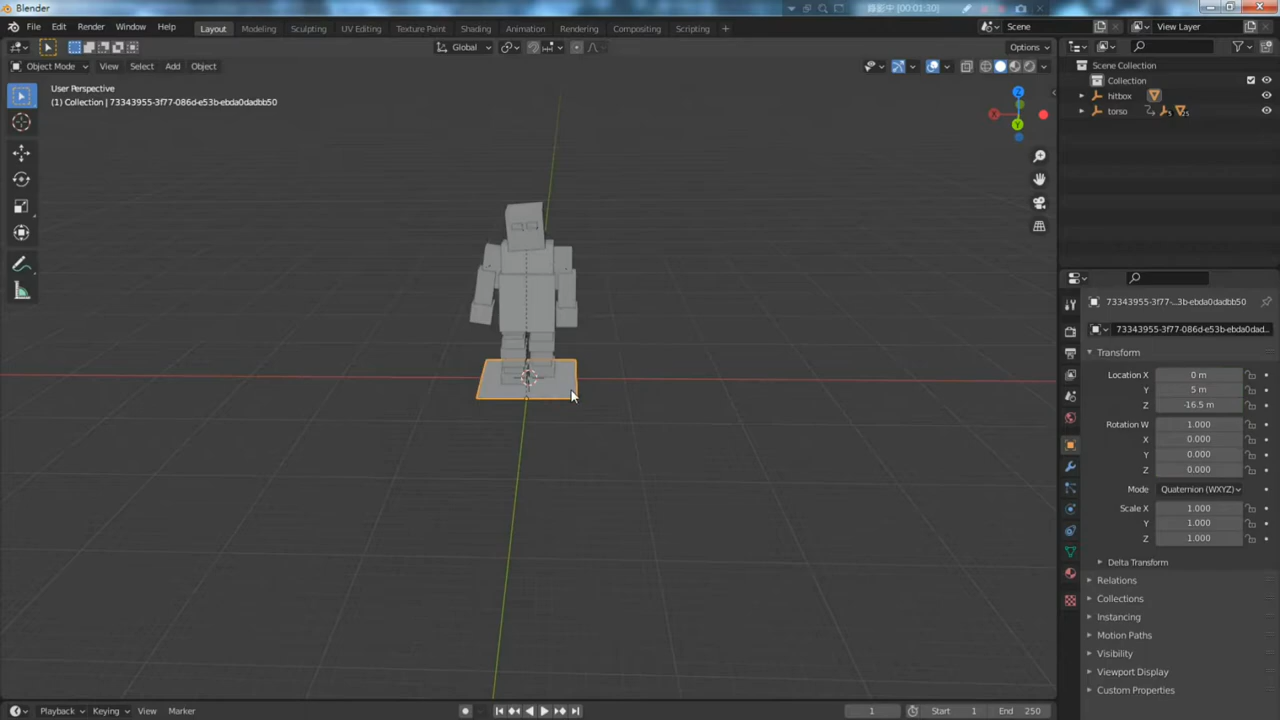 Blender
[00:01:20]
File Edit Render Window Help
Layout Modeling Sculpting UV Editing Texture Paint Shading Animation Rendering Compositing Scripting
Scene
View Layer
Global
Options
Object Mode View Select Add Object
User Perspective
(1) Collection | 73343955-3f77-086d-e53b-ebda0dadbb50
X
Y
Z
Scene Collection
Collection
hitbox
torso
5
25
73343955-3f77-...3b-ebda0dadbb50
73343955-3f77-086d-e53b-ebda0dad...
Transform
Location X 0 m
Y 5 m
Z -16.5 m
Rotation W 1.000
X 0.000
Y 0.000
Z 0.000
Mode Quaternion (WXYZ)
Scale X 1.000
Y 1.000
Z 1.000
Delta Transform
Relations
Collections
Instancing
Motion Paths
Visibility
Viewport Display
Custom Properties
Playback Keying View Marker
1
Start 1 End 250